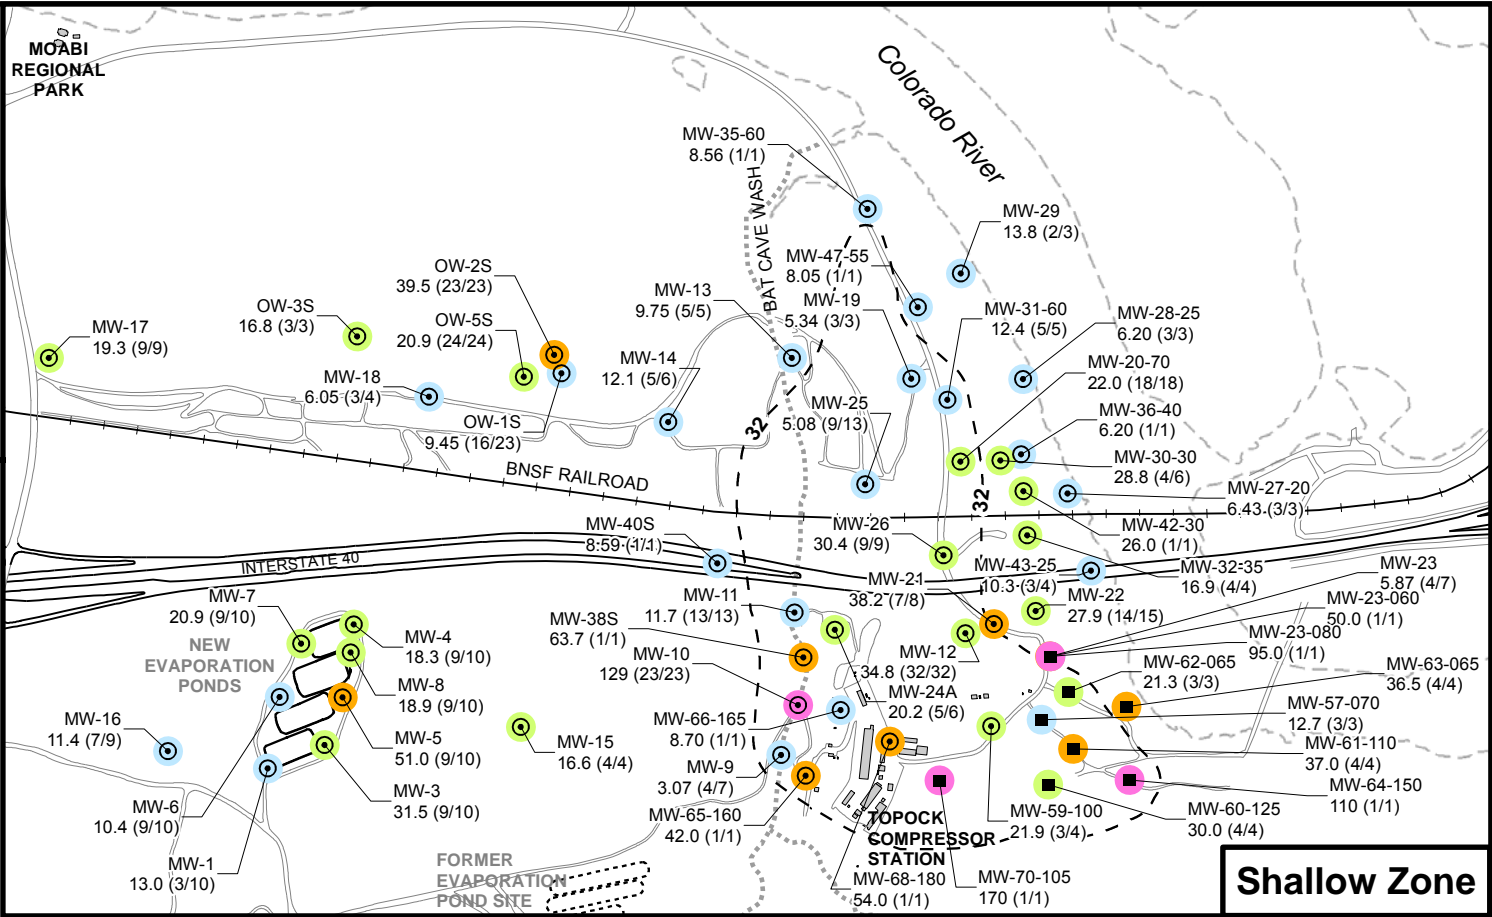 MOABI
REGIONAL
PARK
Colorado River
MW-35-60
8.56 (1/1)
BAT CAVE WASH
MW-29
13.8 (2/3)
MW-47-55
8.05 (1/1)
OW-2S
39.5 (23/23)
MW-13
9.75 (5/5)
MW-19
5.34 (3/3)
MW-31-60
12.4 (5/5)
MW-28-25
6.20 (3/3)
OW-3S
16.8 (3/3)
OW-5S
20.9 (24/24)
MW-17
19.3 (9/9)
MW-14
12.1 (5/6)
MW-20-70
22.0 (18/18)
MW-18
6.05 (3/4)
MW-25
5.08 (9/13)
MW-36-40
6.20 (1/1)
OW-1S
9.45 (16/23)
32
MW-30-30
28.8 (4/6)
BNSF RAILROAD
32
MW-27-20
6.43 (3/3)
MW-40S
8.59 (1/1)
MW-26
30.4 (9/9)
MW-42-30
26.0 (1/1)
INTERSTATE 40
MW-21
38.2 (7/8)
MW-43-25
10.3 (3/4)
MW-32-35
16.9 (4/4)
MW-23
5.87 (4/7)
MW-7
20.9 (9/10)
MW-11
11.7 (13/13)
MW-22
27.9 (14/15)
MW-23-060
50.0 (1/1)
MW-38S
63.7 (1/1)
MW-23-080
95.0 (1/1)
NEW
EVAPORATION
PONDS
MW-4
18.3 (9/10)
MW-10
129 (23/23)
MW-12
34.8 (32/32)
MW-62-065
21.3 (3/3)
MW-63-065
36.5 (4/4)
MW-8
18.9 (9/10)
MW-24A
20.2 (5/6)
MW-57-070
12.7 (3/3)
MW-16
11.4 (7/9)
MW-66-165
8.70 (1/1)
MW-5
51.0 (9/10)
MW-15
16.6 (4/4)
MW-61-110
37.0 (4/4)
MW-9
3.07 (4/7)
MW-64-150
110 (1/1)
MW-3
31.5 (9/10)
MW-6
10.4 (9/10)
MW-65-160
42.0 (1/1)
MW-59-100
21.9 (3/4)
MW-60-125
30.0 (4/4)
TOPOCK
COMPRESSOR
STATION
MW-1
13.0 (3/10)
FORMER
EVAPORATION
POND SITE
MW-68-180
54.0 (1/1)
MW-70-105
170 (1/1)
Shallow Zone